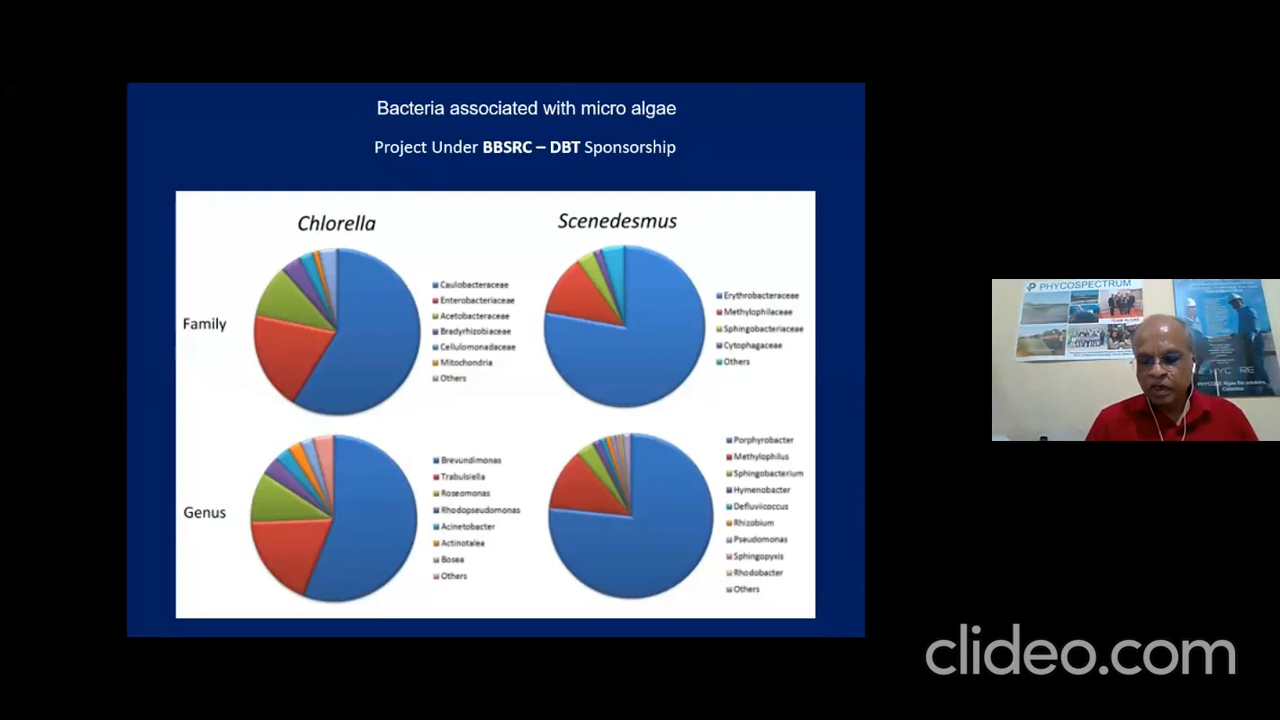 Bacteria associated with micro algae
Project Under BBSRC – DBT Sponsorship
Chlorella
Scenedesmus
Family
Caulobacteraceae
Enterobacteriaceae
Acetobacteraceae
Bradyrhizobiaceae
Cellulomonadaceae
Mitochondria
Others
Erythrobacteraceae
Methylophilaceae
Sphingobacteriaceae
Cytophagaceae
Others
Genus
Brevundimonas
Trabulsiella
Roseomonas
Rhodopseudomonas
Acinetobacter
Actinotalea
Bosea
Others
Porphyrobacter
Methylophilus
Sphingobacterium
Hymenobacter
Defluviicoccus
Rhizobium
Pseudomonas
Sphingopyxis
Rhodobacter
Others
PHYCOSPECTRUM
clideo.com